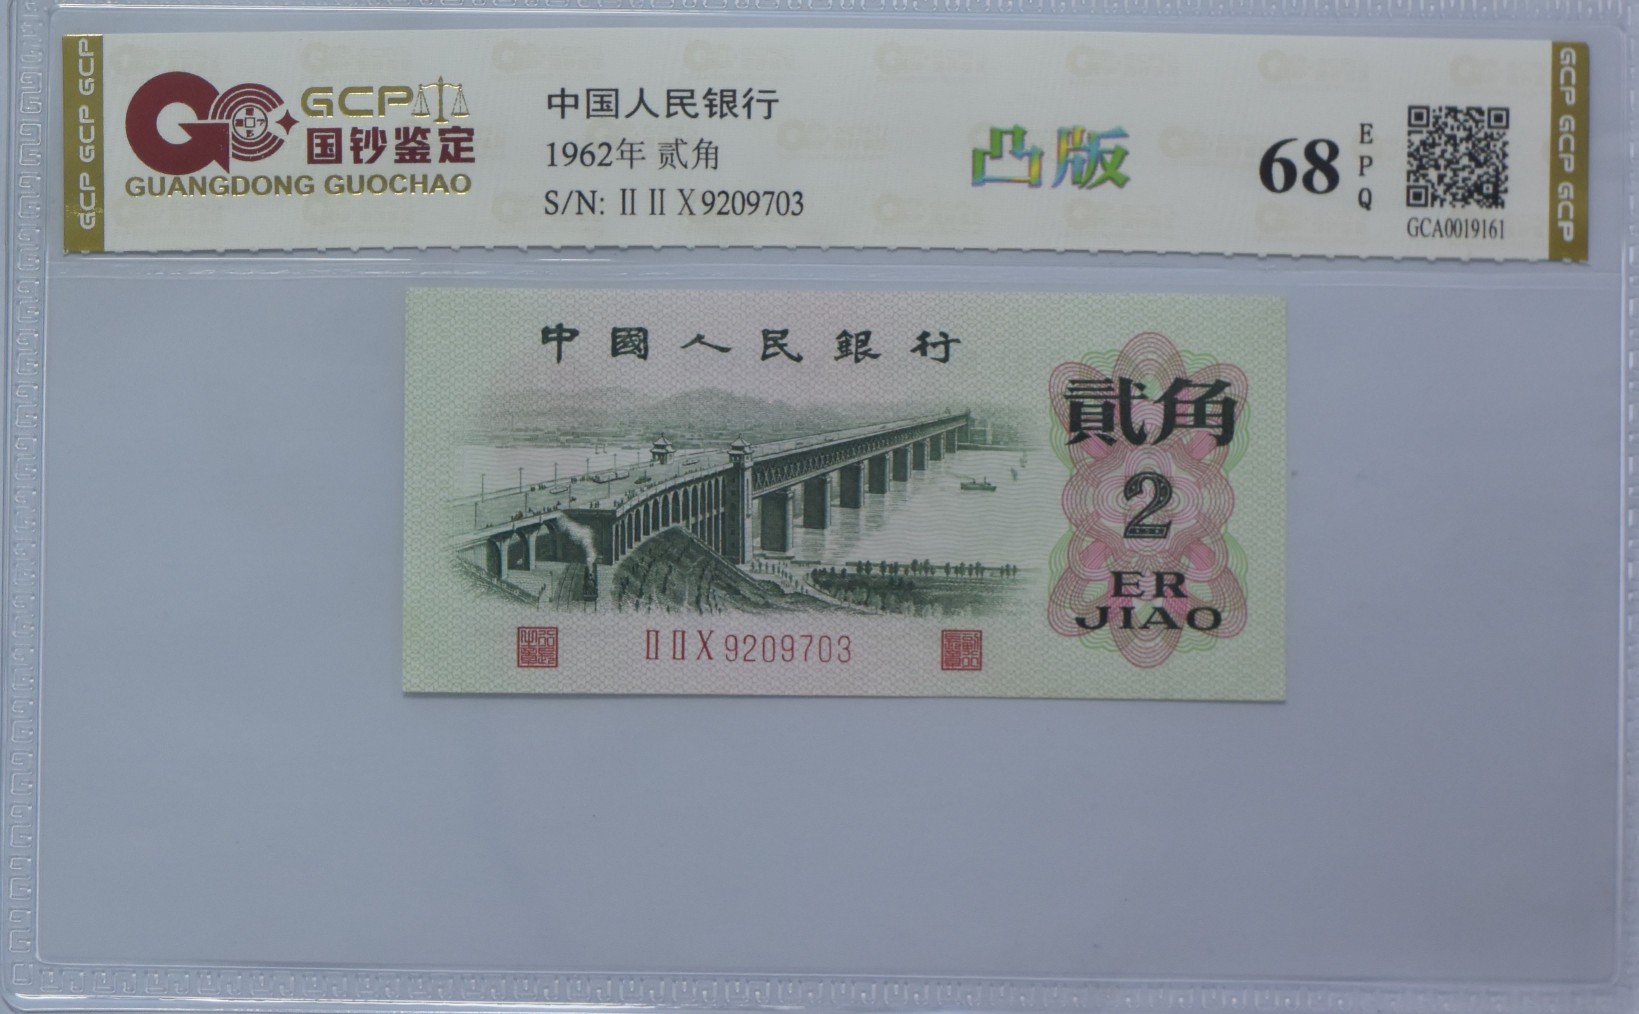 GCP GCP GCP
GCP
国钞鉴定
GUANGDONG GUOCHAO
中国人民银行
1962年 贰角
S/N: II II X 9209703
凸版
68
EPQ
GCA0019161
GCP GCP GCP
中國人民銀行
貳角
2
ER
JIAO
II II X 9209703